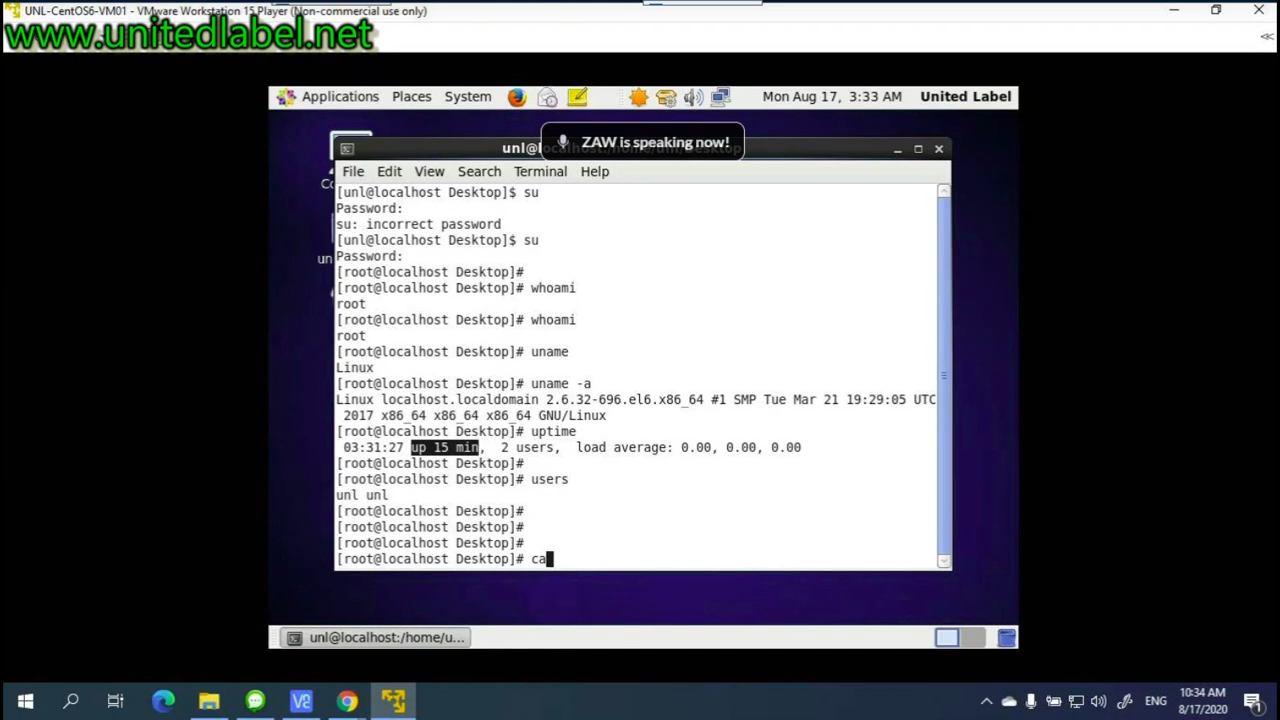 UNL-CentOS6-VM01 - VMware Workstation 15 Player (Non-commercial use only)
www.unitedlabel.net
Applications Places System Mon Aug 17, 3:33 AM United Label
ZAW is speaking now!
unl@localhost:/home/unl/Desktop
File Edit View Search Terminal Help
[unl@localhost Desktop]$ su
Password:
su: incorrect password
[unl@localhost Desktop]$ su
Password:
[root@localhost Desktop]#
[root@localhost Desktop]# whoami
root
[root@localhost Desktop]# whoami
root
[root@localhost Desktop]# uname
Linux
[root@localhost Desktop]# uname -a
Linux localhost.localdomain 2.6.32-696.el6.x86_64 #1 SMP Tue Mar 21 19:29:05 UTC
2017 x86_64 x86_64 x86_64 GNU/Linux
[root@localhost Desktop]# uptime
03:31:27 up 15 min, 2 users, load average: 0.00, 0.00, 0.00
[root@localhost Desktop]#
[root@localhost Desktop]# users
unl unl
[root@localhost Desktop]#
[root@localhost Desktop]#
[root@localhost Desktop]#
[root@localhost Desktop]# ca
unl@localhost:/home/u...
ENG
10:34 AM
8/17/2020